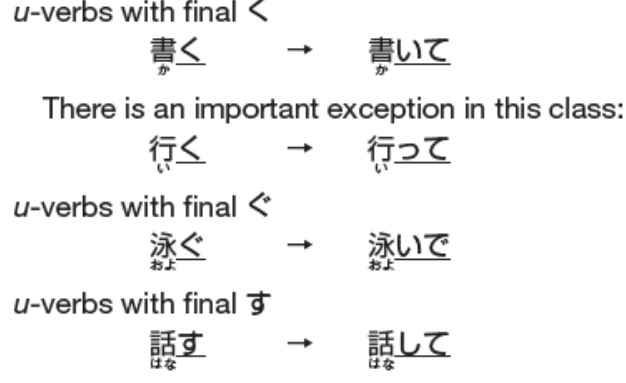 u-verbs with final く
書く → 書いて
か か
There is an important exception in this class:
行く → 行って
い い
u-verbs with final ぐ
泳ぐ → 泳いで
およ およ
u-verbs with final す
話す → 話して
はな はな